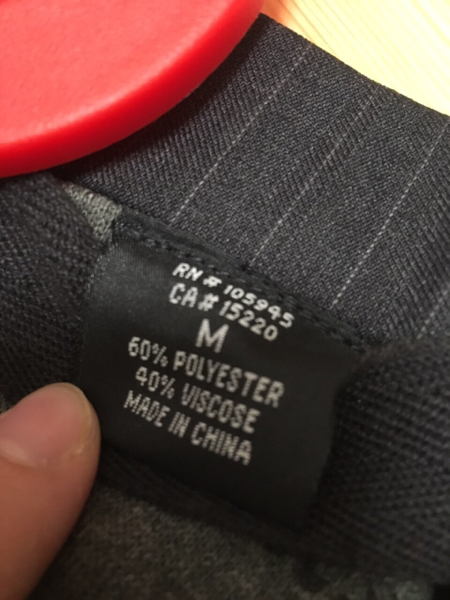 RN# 105945
CA# 15220
M
60% POLYESTER
40% VISCOSE
MADE IN CHINA